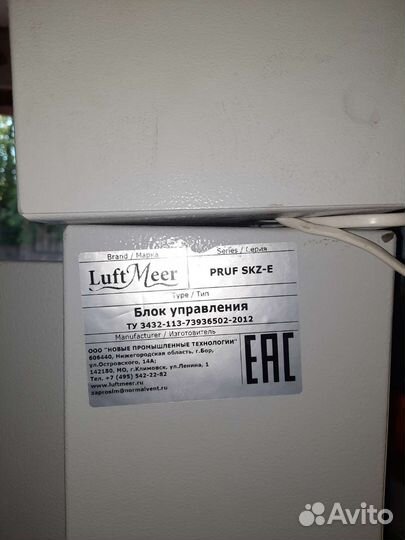 Brand / Марка
Series / Серия
LuftMeer
PRUF SKZ-E
Type / Тип
Блок управления
ТУ 3432-113-73936502-2012
Manufacturer / Изготовитель
ООО "НОВЫЕ ПРОМЫШЛЕННЫЕ ТЕХНОЛОГИИ"
606440, Нижегородская область, г.Бор,
ул.Островского, 14А;
142180, МО, г.Климовск, ул.Ленина, 1
Тел. +7 (495) 542-22-82
www.luftmeer.ru
zaprosim@normalvent.ru
EAC
Avito